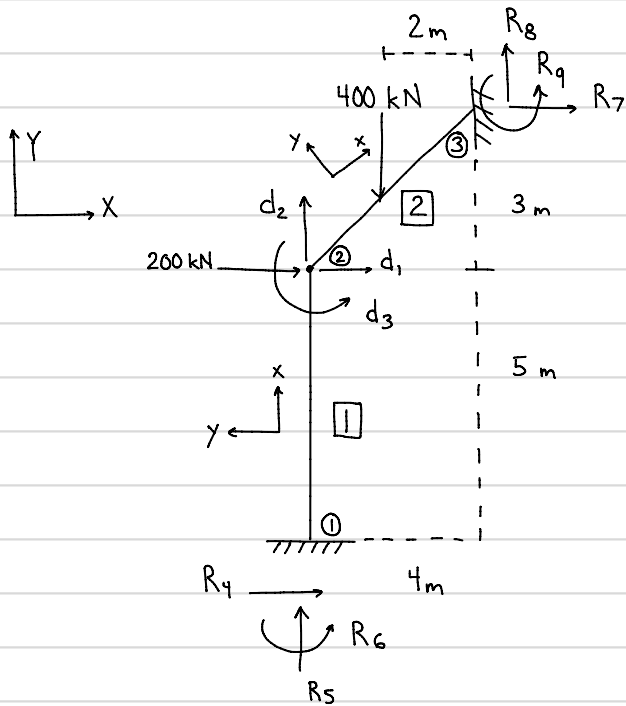 2 m
R₈
R₉
400 kN
R₇
Y
y
x
③
X
d₂
2
3 m
200 kN
②
d₁
d₃
x
5 m
y
1
①
R₄
4m
R₆
R₅